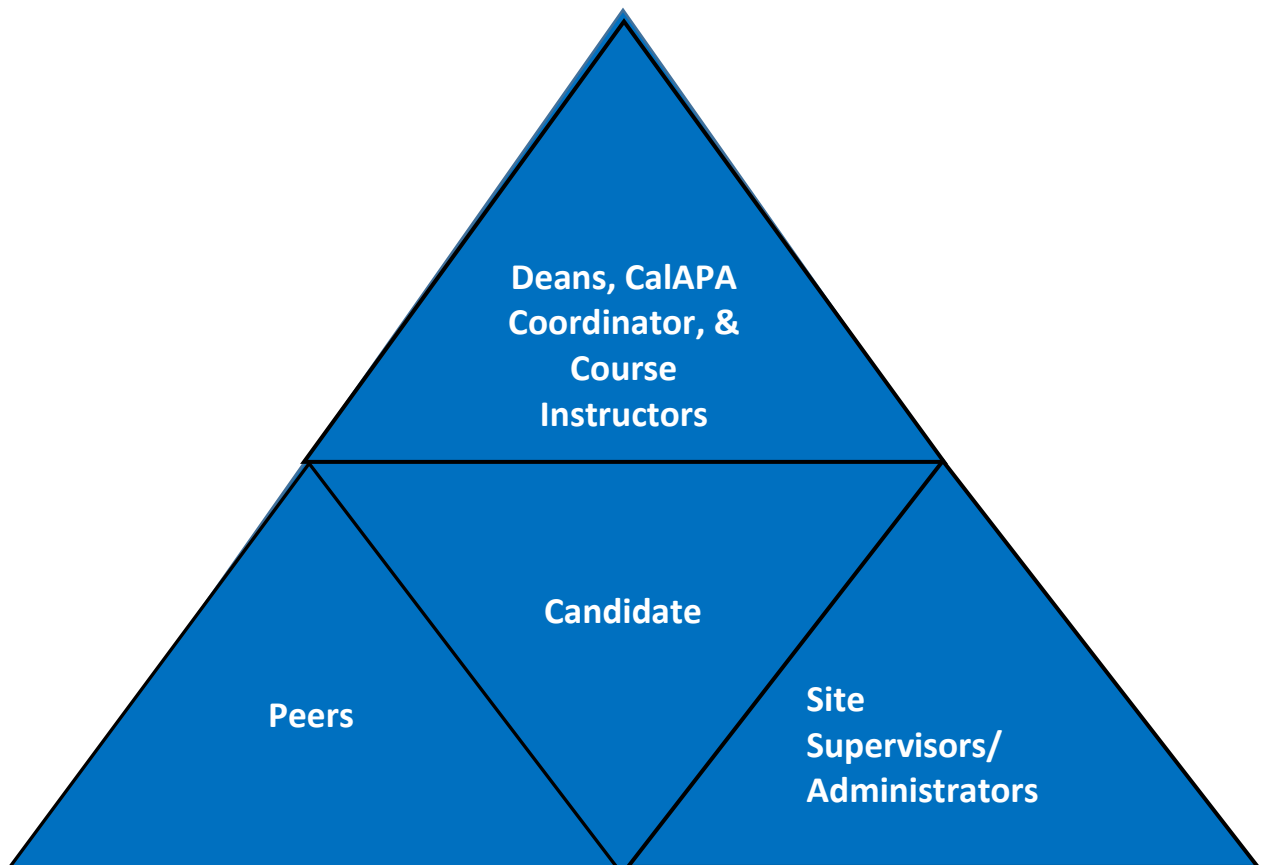 Deans, CalAPA
Coordinator, &
Course
Instructors
Candidate
Peers
Site
Supervisors/
Administrators